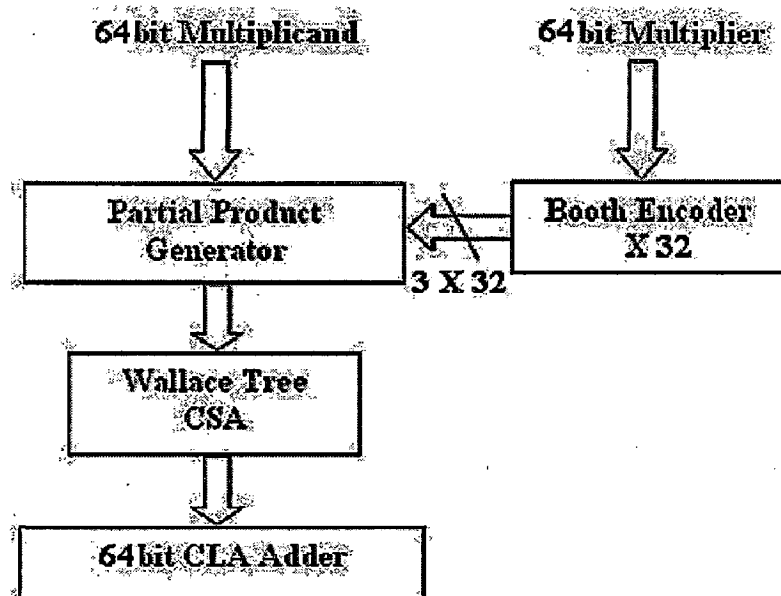 64bit Multiplicand
64bit Multiplier
Partial Product
Generator
Booth Encoder
X 32
3 X 32
Wallace Tree
CSA
64bit CLA Adder